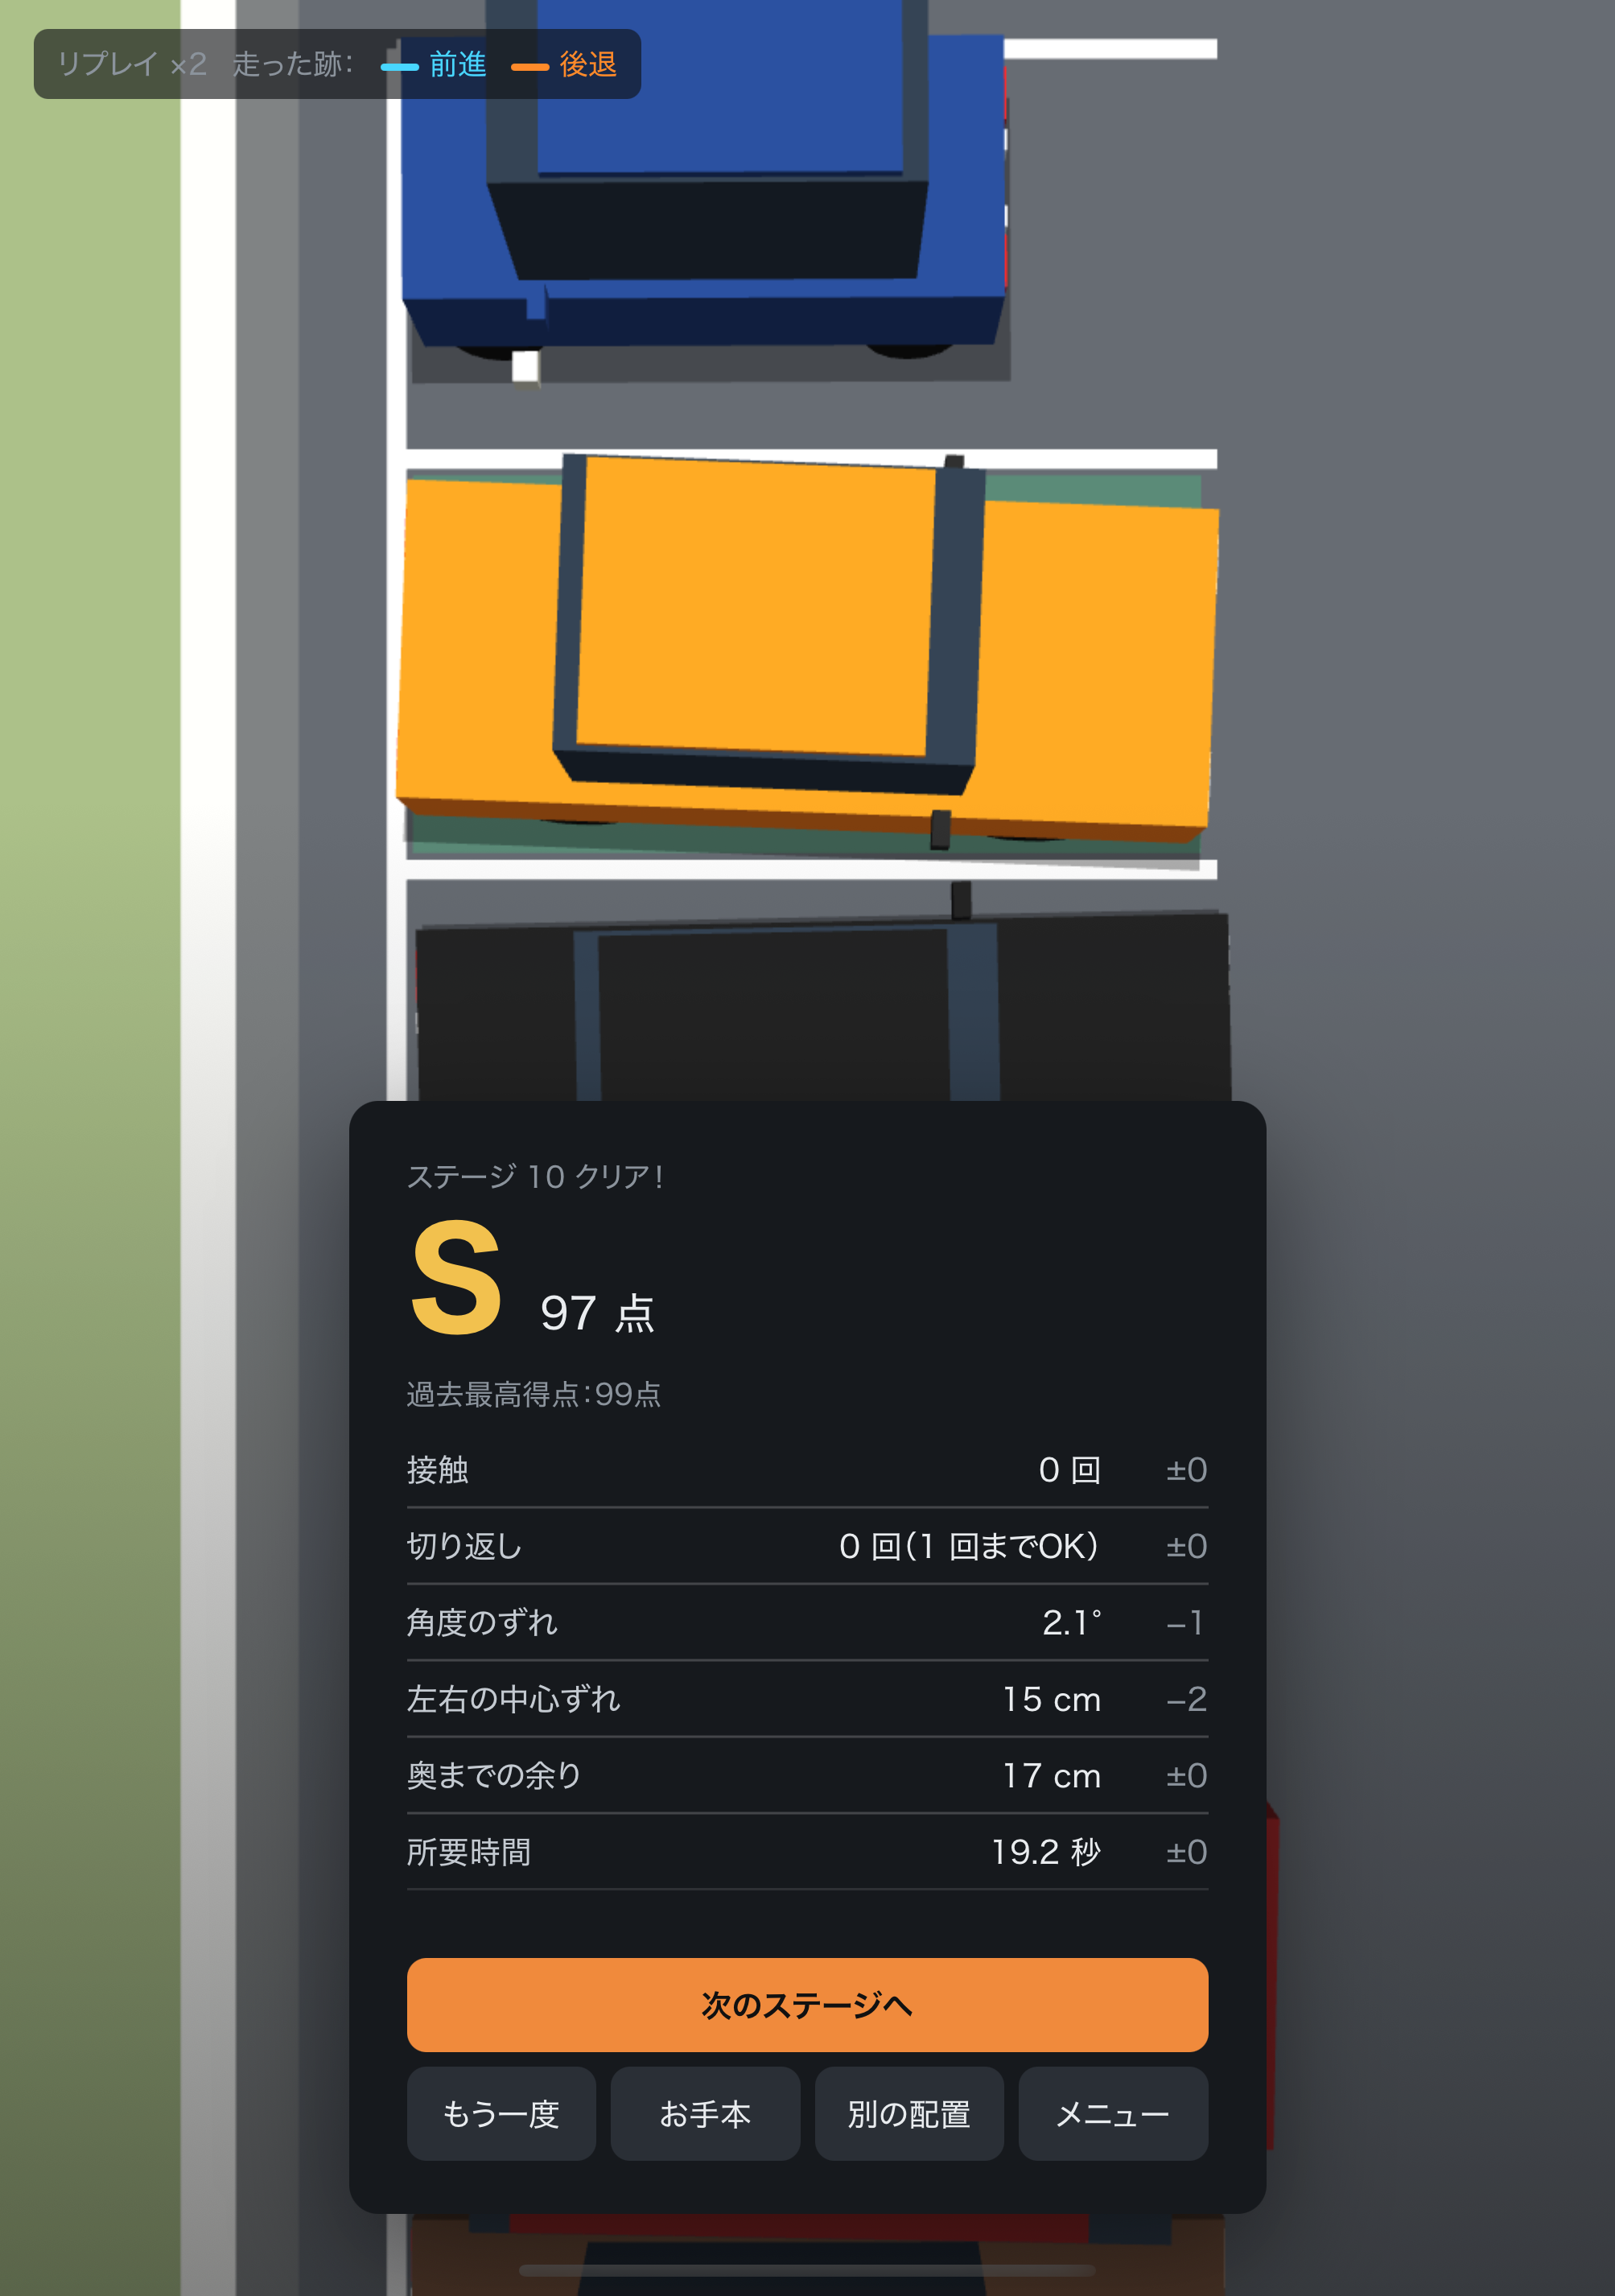 リプレイ ×2 走った跡： 前進 後退
ステージ 10 クリア！
S 97 点
過去最高得点：99点
接触 0 回 ±0
切り返し 0 回（1 回までOK） ±0
角度のずれ 2.1° −1
左右の中心ずれ 15 cm −2
奥までの余り 17 cm ±0
所要時間 19.2 秒 ±0
次のステージへ
もう一度 お手本 別の配置 メニュー